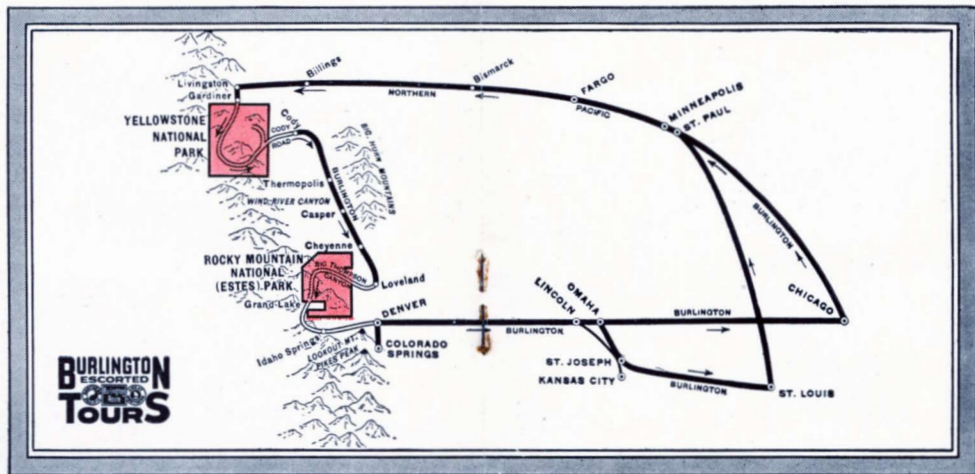 Billings
Bismarck
FARGO
MINNEAPOLIS
ST. PAUL
Livingston
Gardiner
NORTHERN
PACIFIC
YELLOWSTONE
NATIONAL
PARK
Cody
CODY
ROAD
BIG HORN MOUNTAINS
Thermopolis
BURLINGTON
WIND RIVER CANYON
Casper
BURLINGTON
Cheyenne
ROCKY MOUNTAIN
NATIONAL
(ESTES) PARK
BIG THOMPSON
CANYON
Loveland
Grand Lake
DENVER
LINCOLN
OMAHA
CHICAGO
BURLINGTON
BURLINGTON
Idaho Springs
LOOKOUT MT.
PIKES PEAK
COLORADO
SPRINGS
ST. JOSEPH
KANSAS CITY
BURLINGTON
ST. LOUIS
BURLINGTON
ESCORTED
TOURS